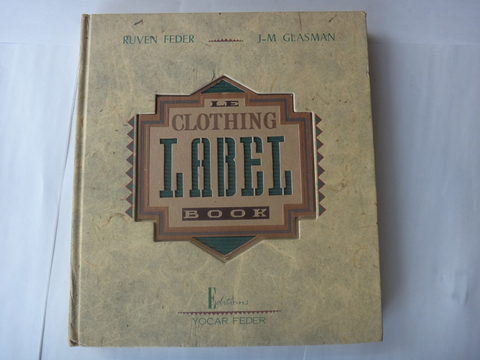 RUVEN FEDER J-M GLASMAN
LE
CLOTHING
LABEL
BOOK
Editions
YOCAR FEDER